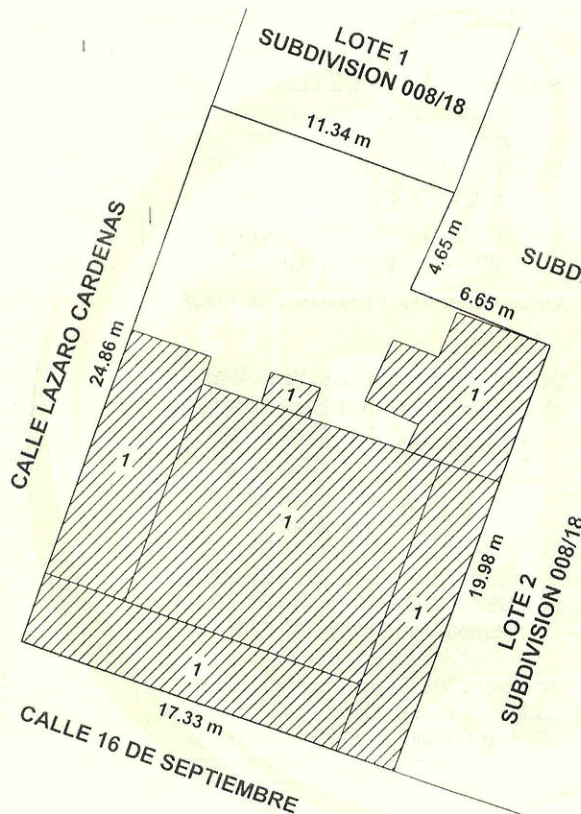 LOTE 1
SUBDIVISION 008/18
11.34 m
4.65 m
SUBD
6.65 m
CALLE LAZARO CARDENAS
24.86 m
1
1
1
1
1
1
19.98 m
LOTE 2
SUBDIVISION 008/18
17.33 m
CALLE 16 DE SEPTIEMBRE